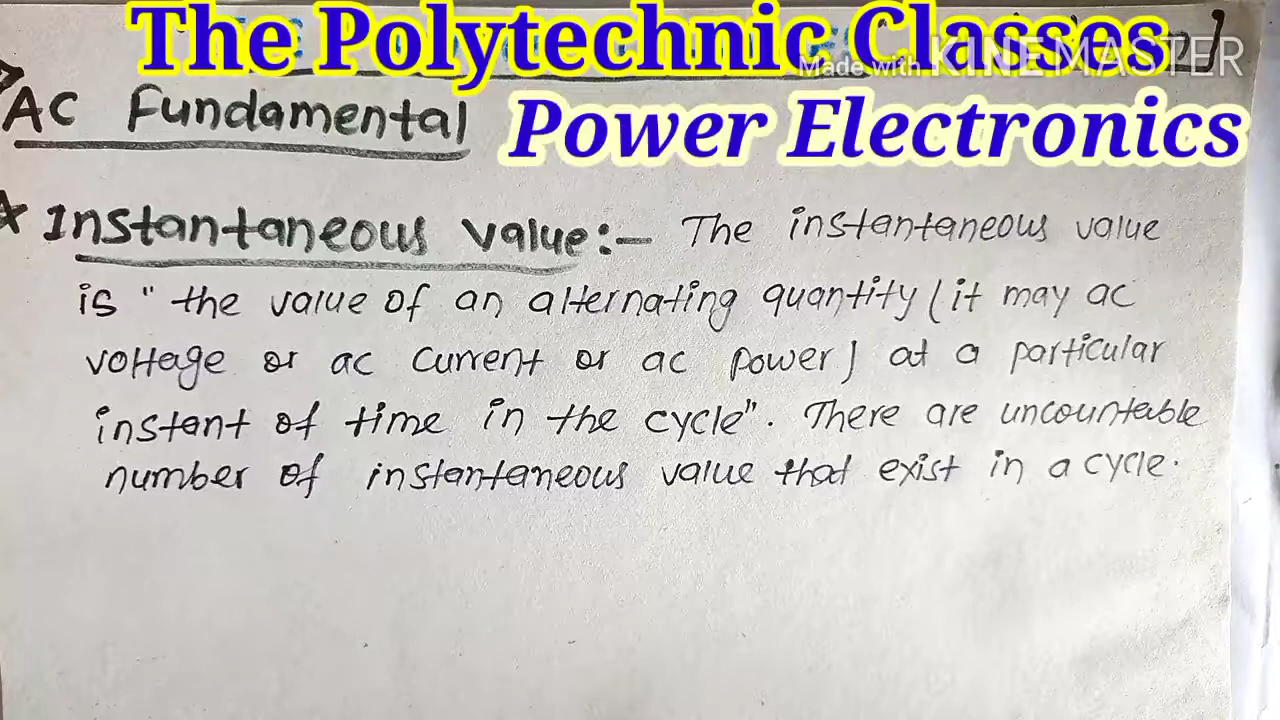 The Polytechnic Classes
Made with KINEMASTER
AC Fundamental
Power Electronics
Instantaneous value:- The instantaneous value
is " the value of an alternating quantity (it may ac
voltage or ac current or ac power) at a particular
instant of time in the cycle". There are uncountable
number of instantaneous value that exist in a cycle.